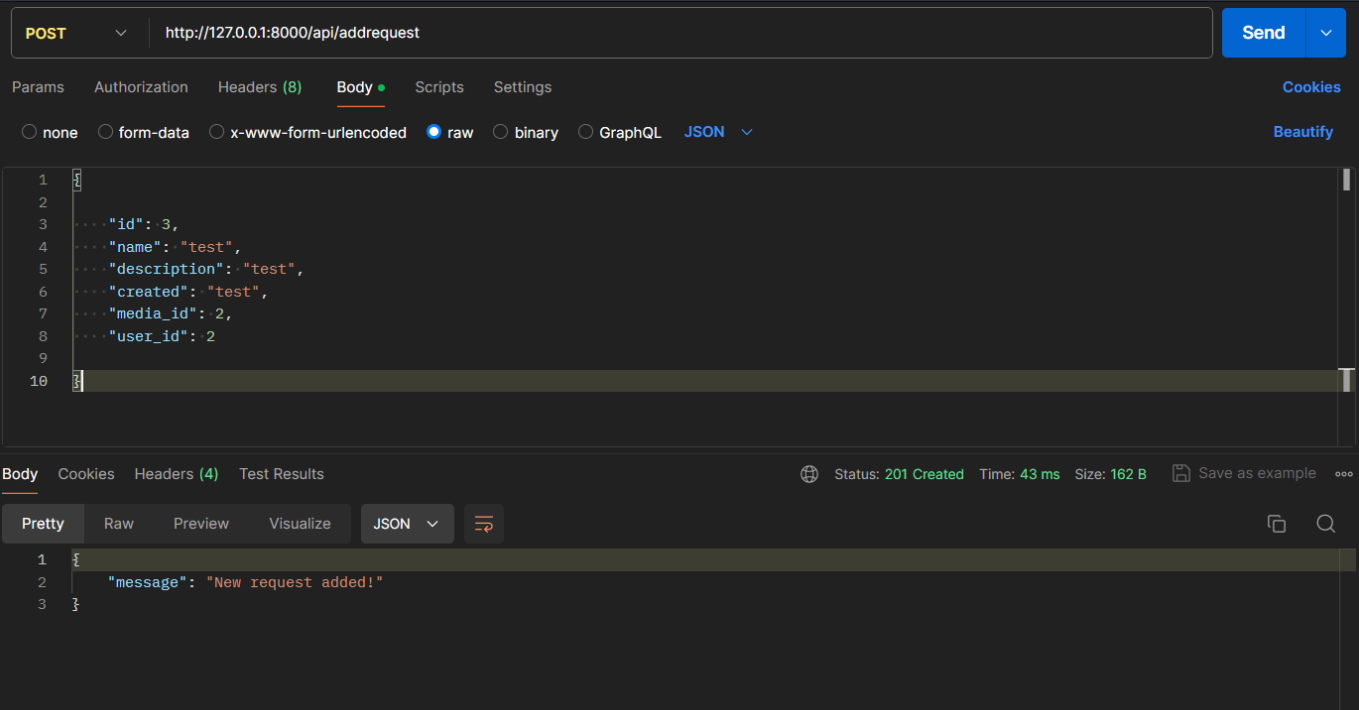 POST http://127.0.0.1:8000/api/addrequest Send
Params Authorization Headers (8) Body Scripts Settings Cookies
none form-data x-www-form-urlencoded raw binary GraphQL JSON Beautify
1 {
2
3 "id": 3,
4 "name": "test",
5 "description": "test",
6 "created": "test",
7 "media_id": 2,
8 "user_id": 2
9
10 }
Body Cookies Headers (4) Test Results Status: 201 Created Time: 43 ms Size: 162 B Save as example
Pretty Raw Preview Visualize JSON
1 {
2 "message": "New request added!"
3 }